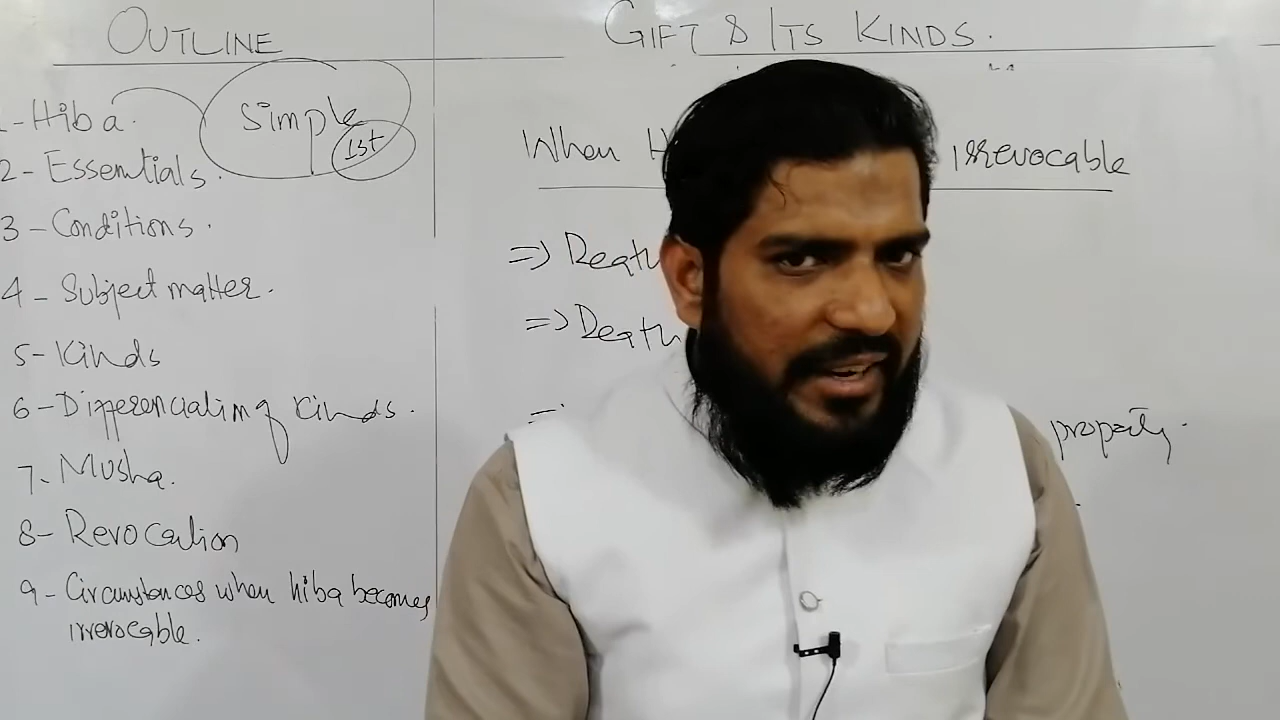 OUTLINE
1-Hiba.
Simple
1st
2-Essentials.
3-Conditions.
4-Subject matter.
5-Kinds
6-Differenciating Kinds.
7-Musha.
8-Revocation
9-Circumstances when hiba becomes
irrevocable.
GIFT & ITS KINDS.
When irrevocable
=> Death
=> Death
property.